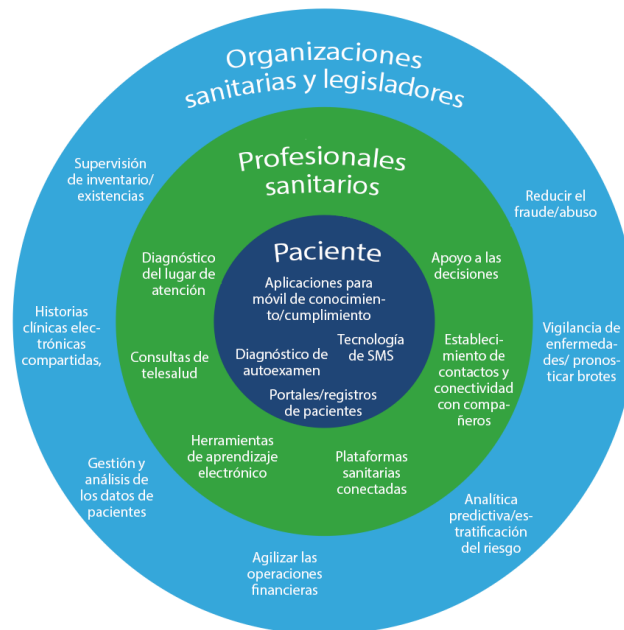 Organizaciones
sanitarias y legisladores
Supervisión
de inventario/
existencias
Reducir el
fraude/abuso
Historias
clínicas elec-
trónicas
compartidas,
Vigilancia de
enfermeda-
des/ pronos-
ticar brotes
Gestión y
análisis de
los datos de
pacientes
Analítica
predictiva/es-
tratificación
del riesgo
Agilizar las
operaciones
financieras
Profesionales
sanitarios
Diagnóstico
del lugar de
atención
Apoyo a las
decisiones
Consultas de
telesalud
Estableci-
miento de
contactos y
conectividad
con compa-
ñeros
Herramientas
de aprendizaje
electrónico
Plataformas
sanitarias
conectadas
Paciente
Aplicaciones para
móvil de conocimien-
to/cumplimiento
Tecnología
de SMS
Diagnóstico de
autoexamen
Portales/registros
de pacientes